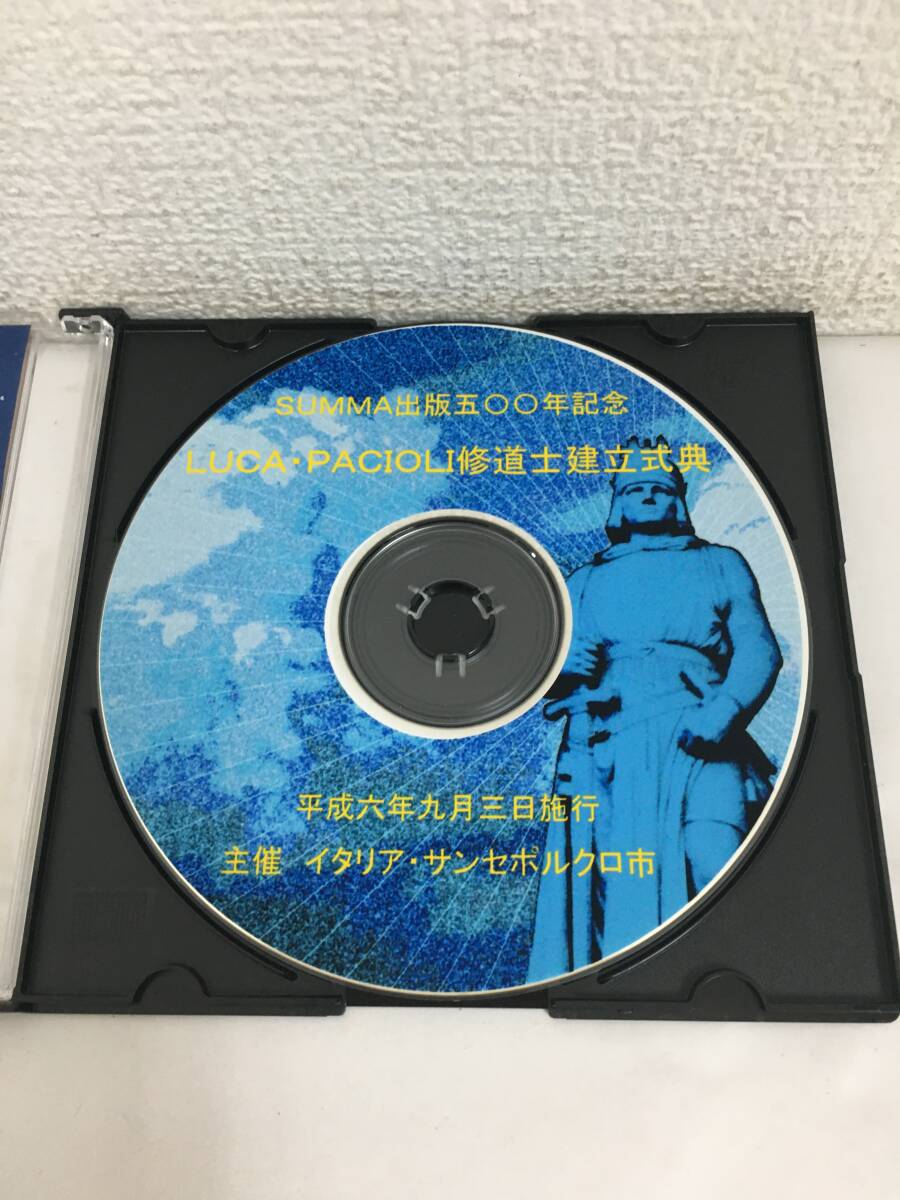 SUMMA出版五〇〇年記念
LUCA・PACIOLI修道士建立式典
平成六年九月三日施行
主催 イタリア・サンセポルクロ市